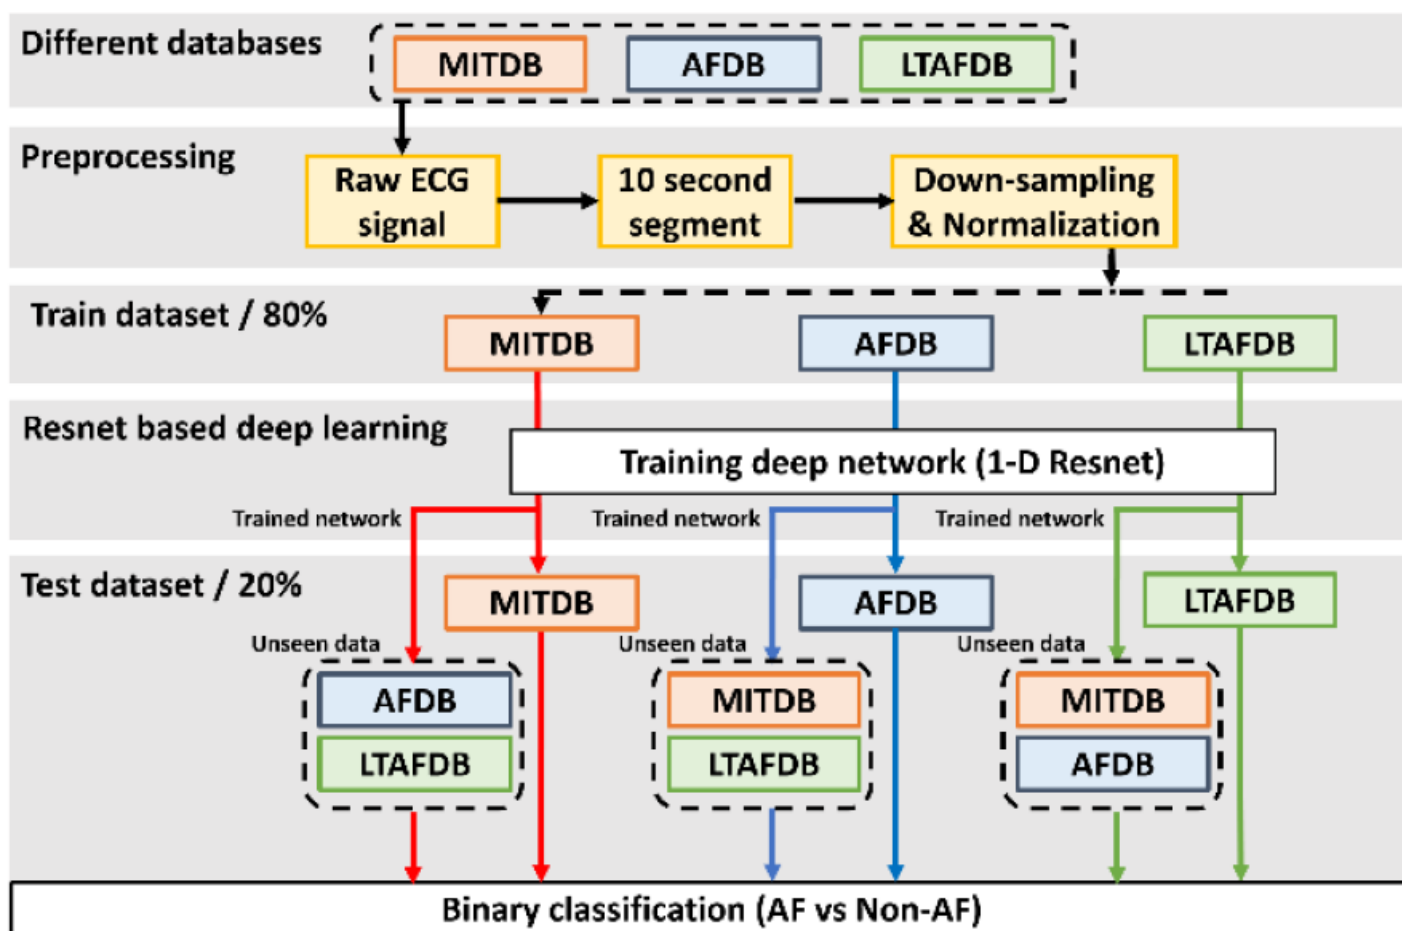 Different databases
MITDB
AFDB
LTAFDB
Preprocessing
Raw ECG
signal
10 second
segment
Down-sampling
& Normalization
Train dataset / 80%
MITDB
AFDB
LTAFDB
Resnet based deep learning
Training deep network (1-D Resnet)
Trained network
Trained network
Trained network
Test dataset / 20%
MITDB
AFDB
LTAFDB
Unseen data
Unseen data
Unseen data
AFDB
LTAFDB
MITDB
LTAFDB
MITDB
AFDB
Binary classification (AF vs Non-AF)